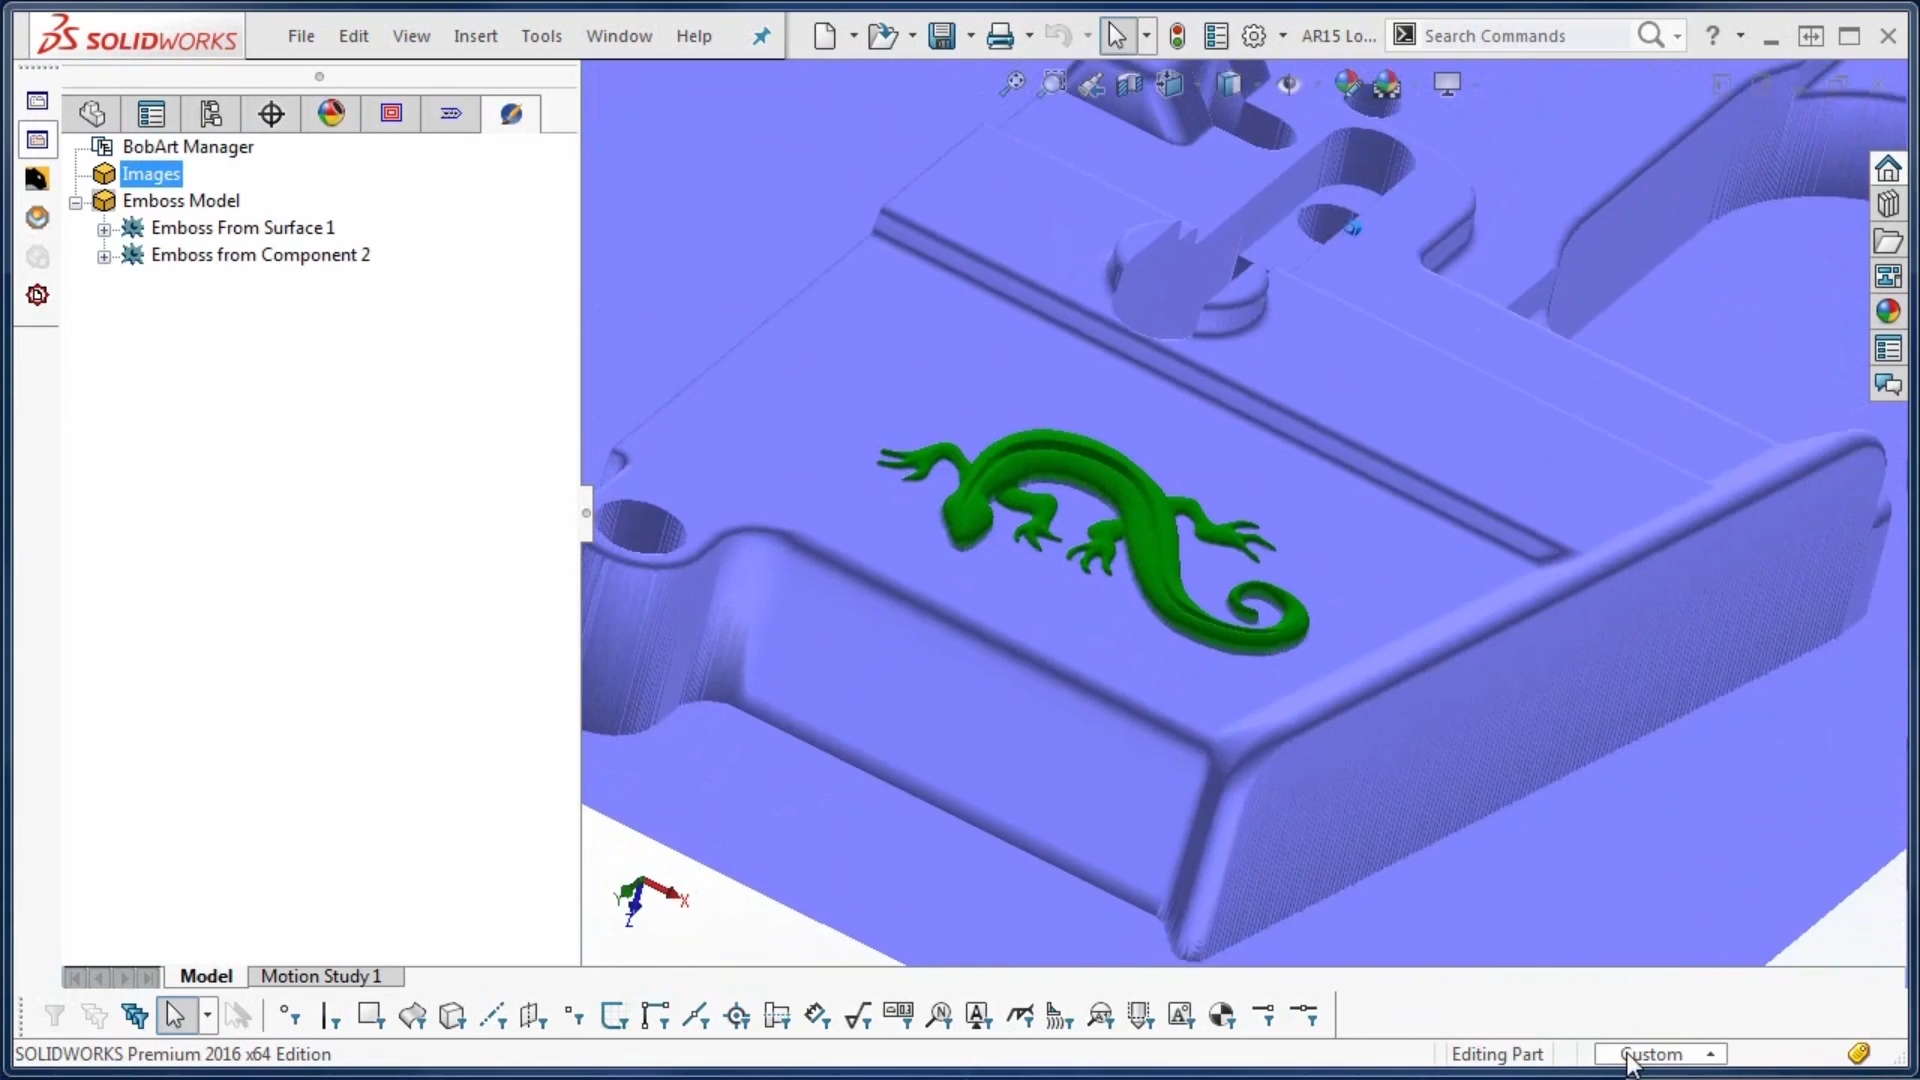 SOLIDWORKS File Edit View Insert Tools Window Help AR15 Lo... Search Commands ?
BobArt Manager
Images
Emboss Model
Emboss From Surface 1
Emboss from Component 2
Y X
Z
Model Motion Study 1
SOLIDWORKS Premium 2016 x64 Edition Editing Part Custom